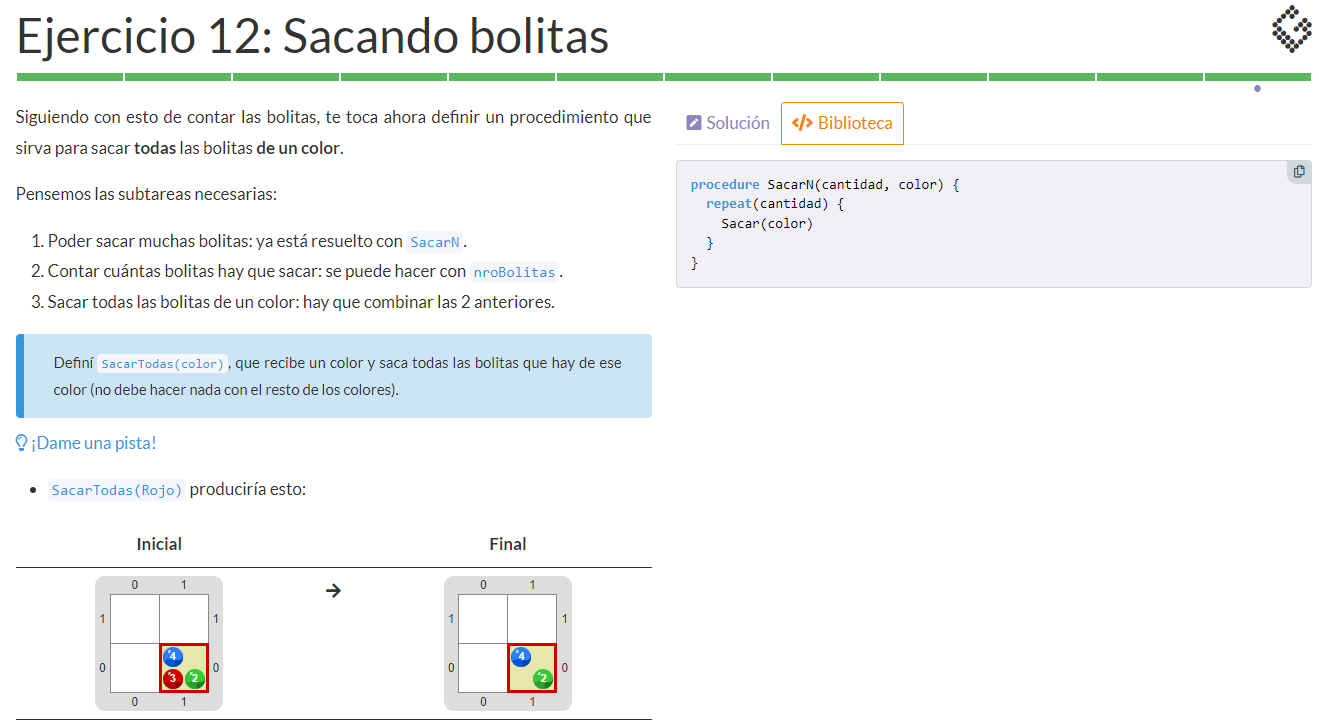 Ejercicio 12: Sacando bolitas
Siguiendo con esto de contar las bolitas, te toca ahora definir un procedimiento que
sirva para sacar todas las bolitas de un color.
Pensemos las subtareas necesarias:
1. Poder sacar muchas bolitas: ya está resuelto con SacarN.
2. Contar cuántas bolitas hay que sacar: se puede hacer con nroBolitas.
3. Sacar todas las bolitas de un color: hay que combinar las 2 anteriores.
Definí SacarTodas(color), que recibe un color y saca todas las bolitas que hay de ese
color (no debe hacer nada con el resto de los colores).
¡Dame una pista!
• SacarTodas(Rojo) produciría esto:
Inicial Final
0 1
1 1
4
0 3 2 0
0 1
0 1
1 1
4
0 2 0
0 1
Solución </> Biblioteca
procedure SacarN(cantidad, color) {
repeat(cantidad) {
Sacar(color)
}
}